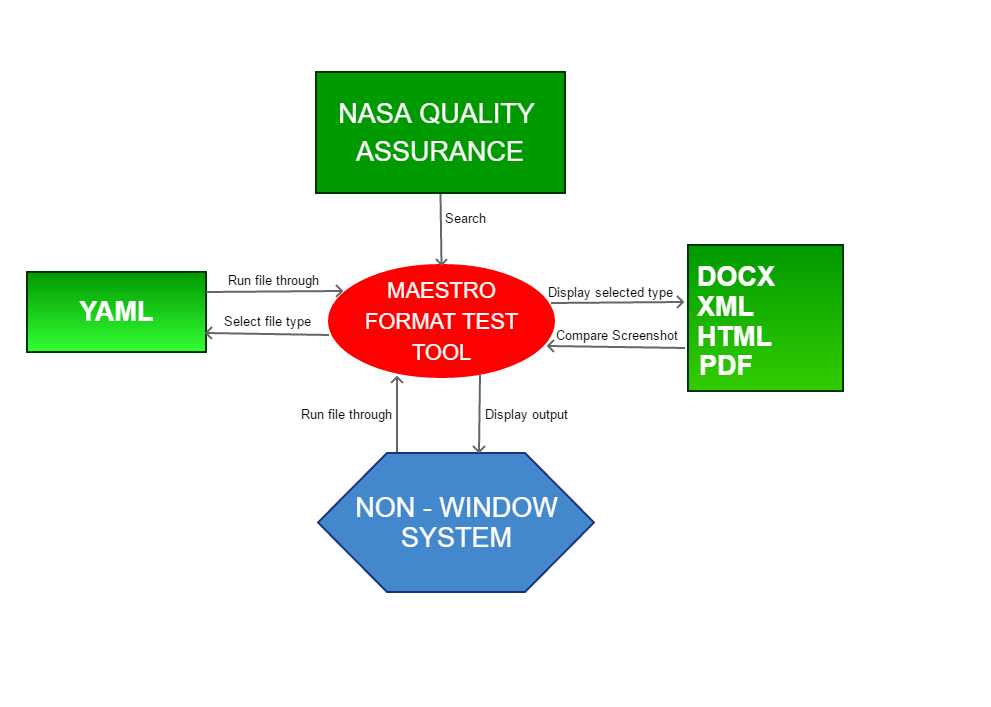 NASA QUALITY
ASSURANCE
Search
Run file through
YAML
Select file type
MAESTRO
FORMAT TEST
TOOL
Display selected type
Compare Screenshot
DOCX
XML
HTML
PDF
Run file through
Display output
NON - WINDOW
SYSTEM